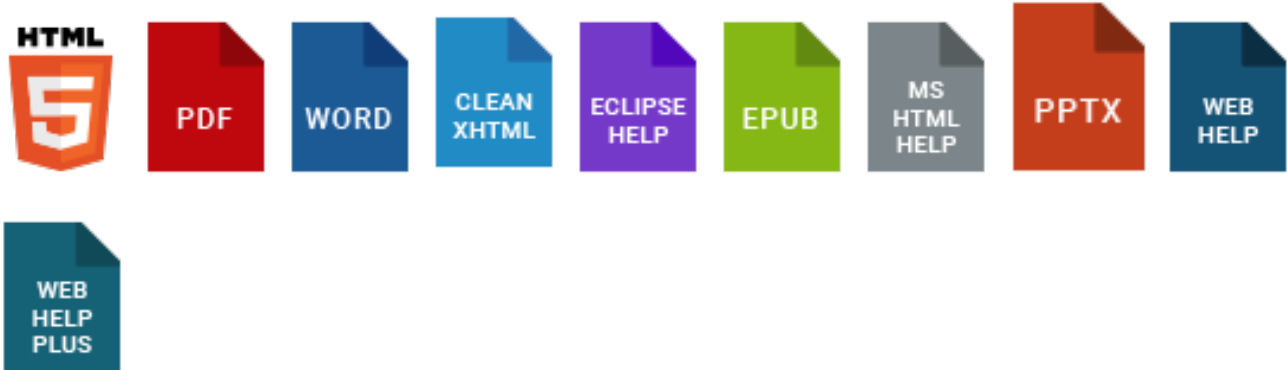 HTML
5
PDF
WORD
CLEAN
XHTML
ECLIPSE
HELP
EPUB
MS
HTML
HELP
PPTX
WEB
HELP
WEB
HELP
PLUS